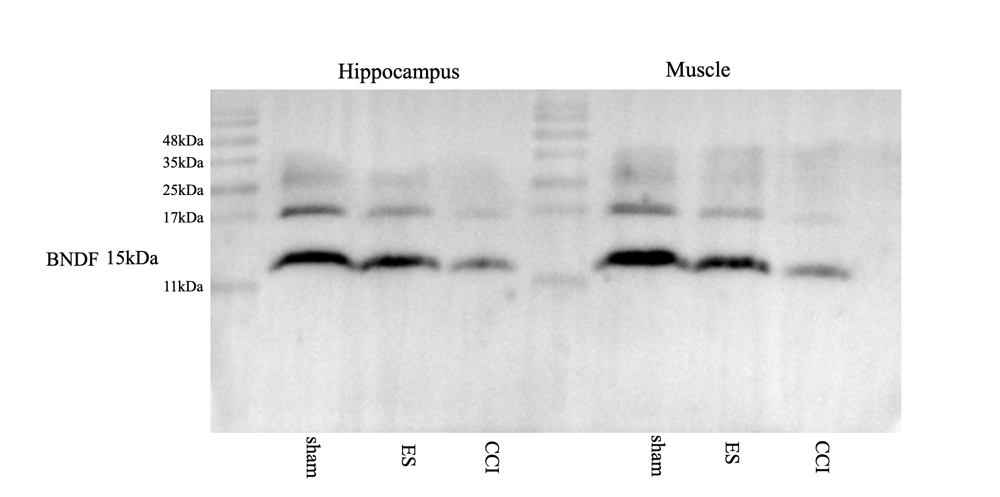 Hippocampus Muscle
48kDa
35kDa
25kDa
17kDa
BNDF 15kDa
11kDa
sham ES CCI sham ES CCI